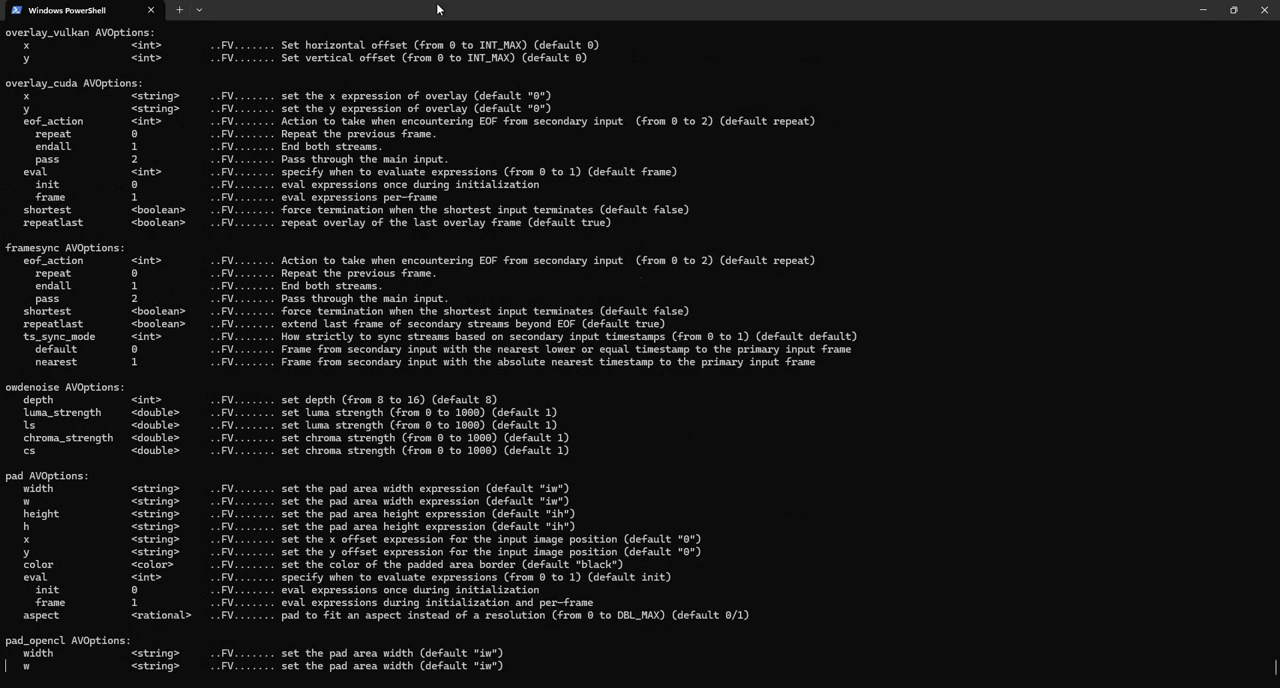 Windows PowerShell
overlay_vulkan AVOptions:
x <int> ..FV....... Set horizontal offset (from 0 to INT_MAX) (default 0)
y <int> ..FV....... Set vertical offset (from 0 to INT_MAX) (default 0)
overlay_cuda AVOptions:
x <string> ..FV....... set the x expression of overlay (default "0")
y <string> ..FV....... set the y expression of overlay (default "0")
eof_action <int> ..FV....... Action to take when encountering EOF from secondary input  (from 0 to 2) (default repeat)
repeat 0 ..FV....... Repeat the previous frame.
endall 1 ..FV....... End both streams.
pass 2 ..FV....... Pass through the main input.
eval <int> ..FV....... specify when to evaluate expressions (from 0 to 1) (default frame)
init 0 ..FV....... eval expressions once during initialization
frame 1 ..FV....... eval expressions per-frame
shortest <boolean> ..FV....... force termination when the shortest input terminates (default false)
repeatlast <boolean> ..FV....... repeat overlay of the last overlay frame (default true)
framesync AVOptions:
eof_action <int> ..FV....... Action to take when encountering EOF from secondary input  (from 0 to 2) (default repeat)
repeat 0 ..FV....... Repeat the previous frame.
endall 1 ..FV....... End both streams.
pass 2 ..FV....... Pass through the main input.
shortest <boolean> ..FV....... force termination when the shortest input terminates (default false)
repeatlast <boolean> ..FV....... extend last frame of secondary streams beyond EOF (default true)
ts_sync_mode <int> ..FV....... How strictly to sync streams based on secondary input timestamps (from 0 to 1) (default default)
default 0 ..FV....... Frame from secondary input with the nearest lower or equal timestamp to the primary input frame
nearest 1 ..FV....... Frame from secondary input with the absolute nearest timestamp to the primary input frame
owdenoise AVOptions:
depth <int> ..FV....... set depth (from 8 to 16) (default 8)
luma_strength <double> ..FV....... set luma strength (from 0 to 1000) (default 1)
ls <double> ..FV....... set luma strength (from 0 to 1000) (default 1)
chroma_strength <double> ..FV....... set chroma strength (from 0 to 1000) (default 1)
cs <double> ..FV....... set chroma strength (from 0 to 1000) (default 1)
pad AVOptions:
width <string> ..FV....... set the pad area width expression (default "iw")
w <string> ..FV....... set the pad area width expression (default "iw")
height <string> ..FV....... set the pad area height expression (default "ih")
h <string> ..FV....... set the pad area height expression (default "ih")
x <string> ..FV....... set the x offset expression for the input image position (default "0")
y <string> ..FV....... set the y offset expression for the input image position (default "0")
color <color> ..FV....... set the color of the padded area border (default "black")
eval <int> ..FV....... specify when to evaluate expressions (from 0 to 1) (default init)
init 0 ..FV....... eval expressions once during initialization
frame 1 ..FV....... eval expressions during initialization and per-frame
aspect <rational> ..FV....... pad to fit an aspect instead of a resolution (from 0 to DBL_MAX) (default 0/1)
pad_opencl AVOptions:
width <string> ..FV....... set the pad area width (default "iw")
w <string> ..FV....... set the pad area width (default "iw")